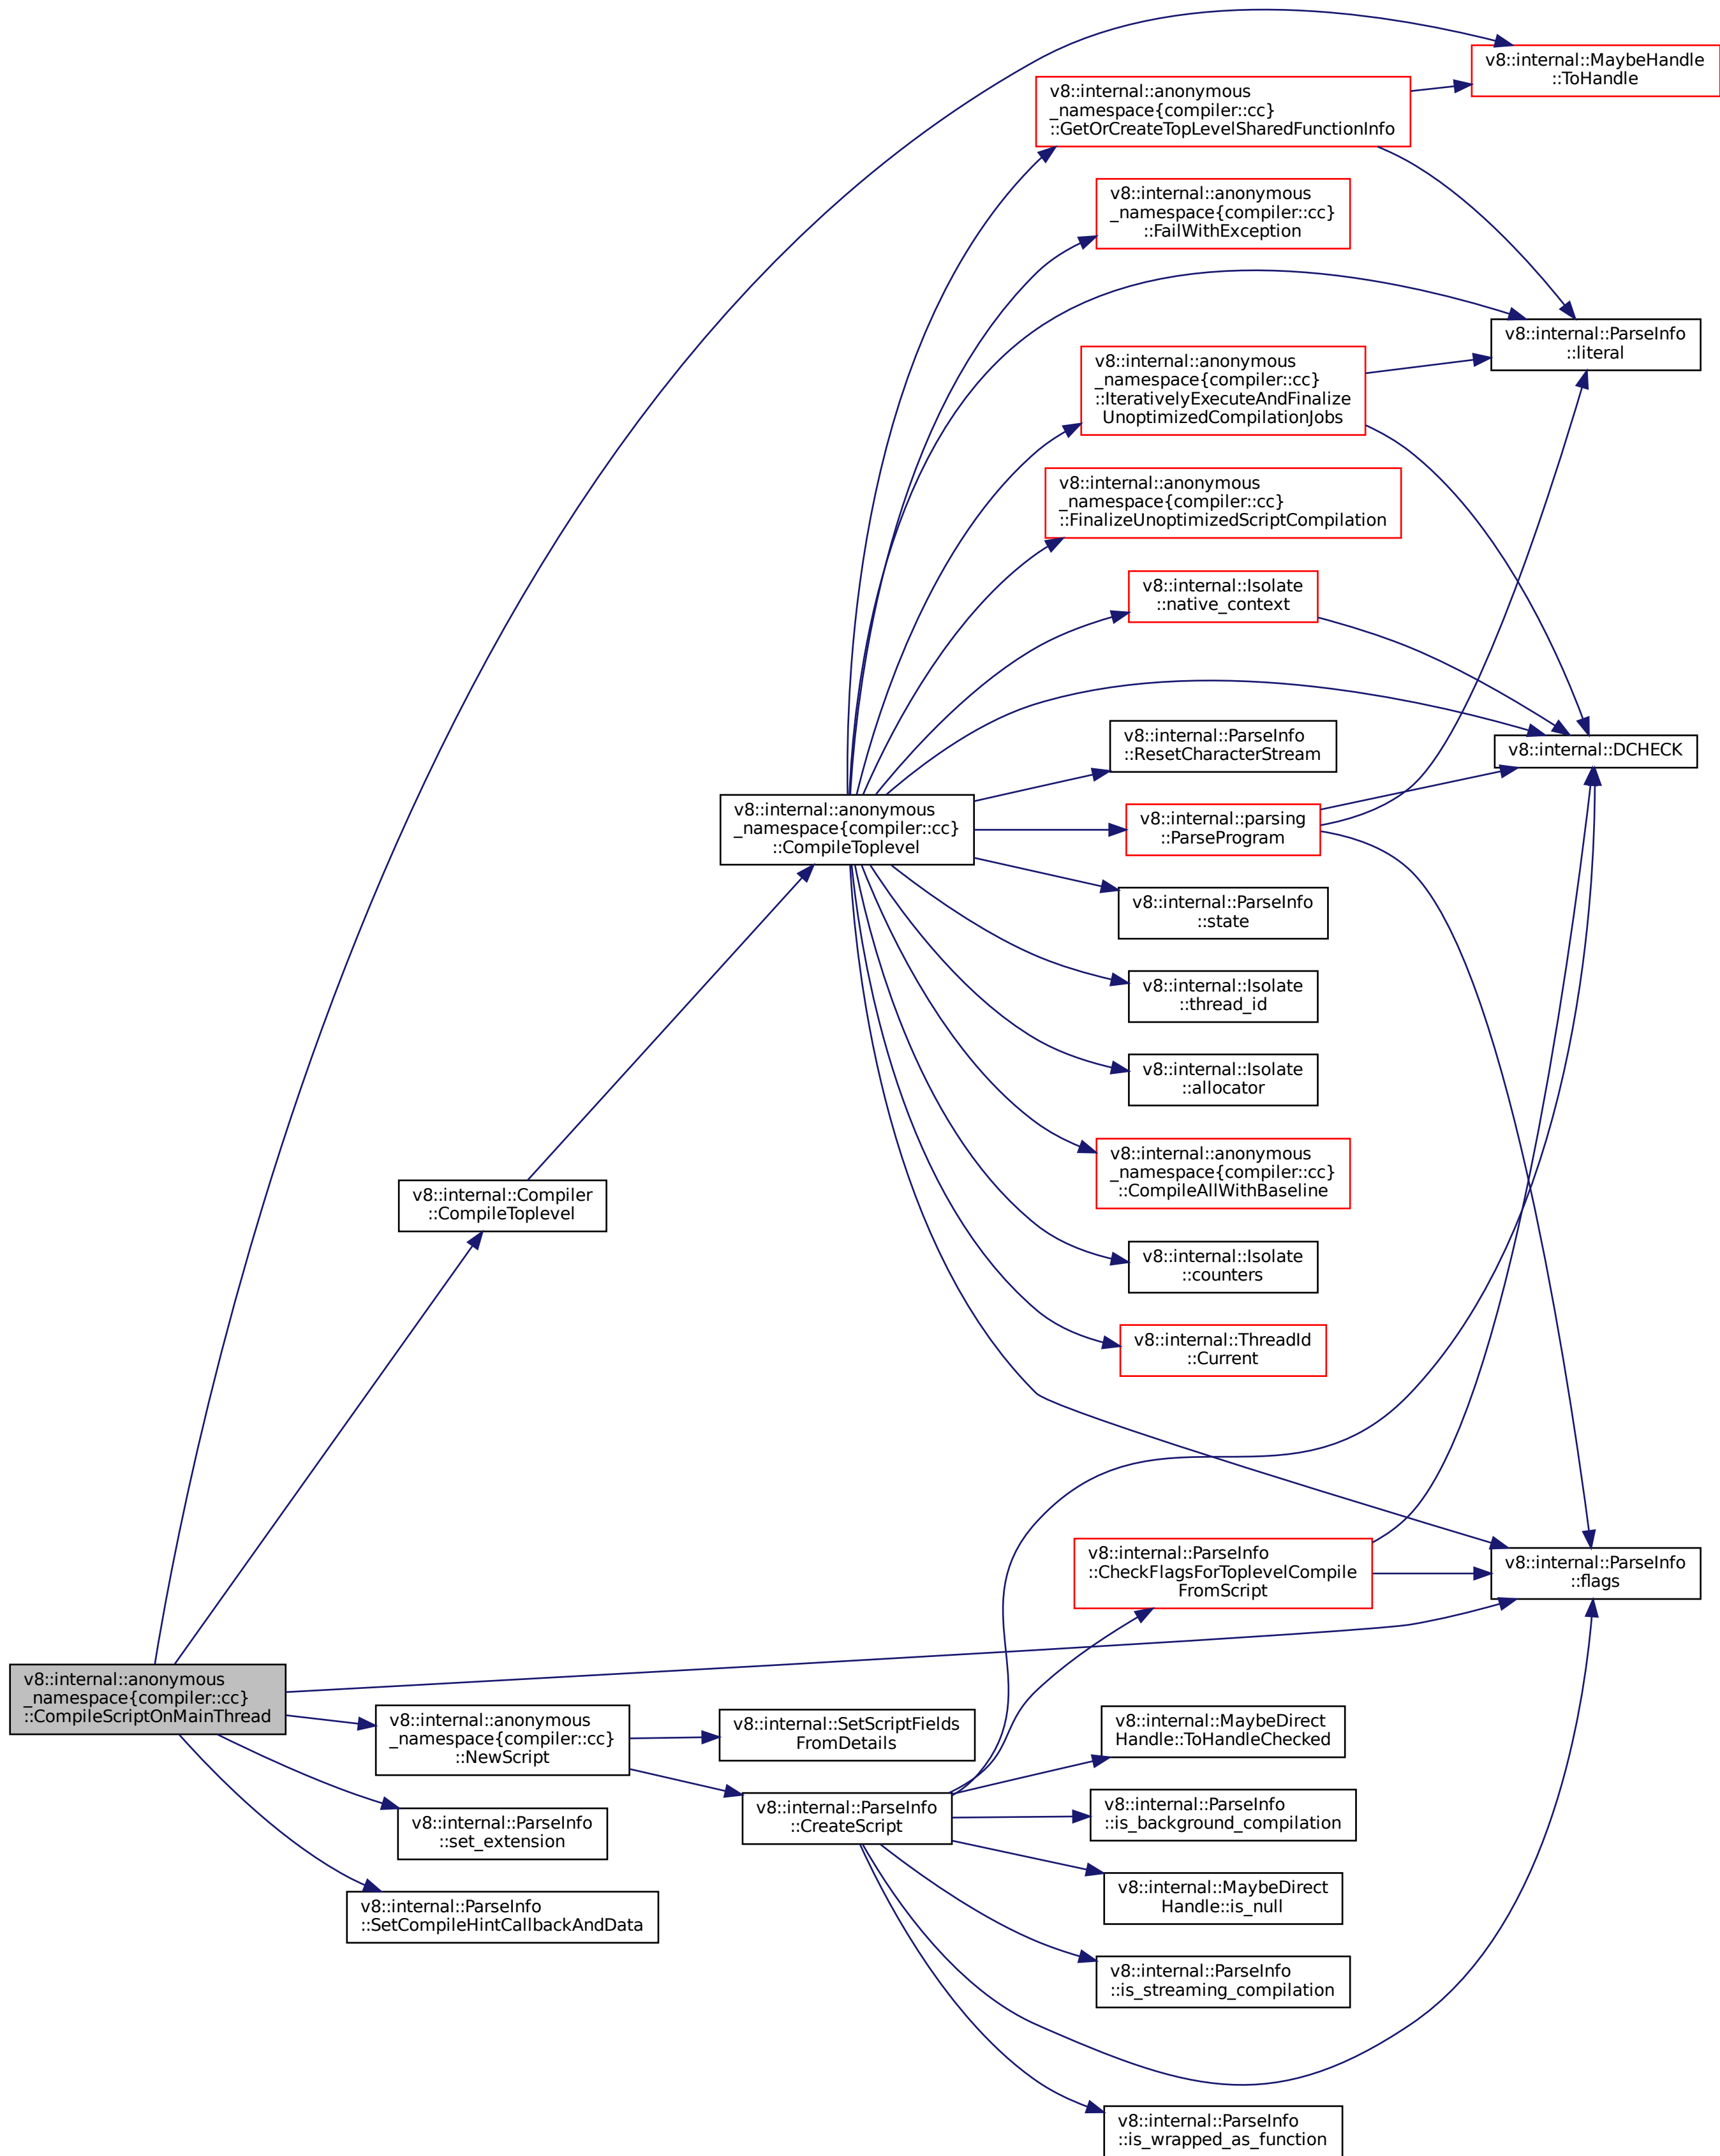 v8::internal::MaybeHandle
::ToHandle
v8::internal::anonymous
_namespace{compiler::cc}
::GetOrCreateTopLevelSharedFunctionInfo
v8::internal::anonymous
_namespace{compiler::cc}
::FailWithException
v8::internal::ParseInfo
::literal
v8::internal::anonymous
_namespace{compiler::cc}
::IterativelyExecuteAndFinalize
UnoptimizedCompilationJobs
v8::internal::anonymous
_namespace{compiler::cc}
::FinalizeUnoptimizedScriptCompilation
v8::internal::Isolate
::native_context
v8::internal::ParseInfo
::ResetCharacterStream
v8::internal::DCHECK
v8::internal::anonymous
_namespace{compiler::cc}
::CompileToplevel
v8::internal::parsing
::ParseProgram
v8::internal::ParseInfo
::state
v8::internal::Isolate
::thread_id
v8::internal::Isolate
::allocator
v8::internal::anonymous
_namespace{compiler::cc}
::CompileAllWithBaseline
v8::internal::Compiler
::CompileToplevel
v8::internal::Isolate
::counters
v8::internal::ThreadId
::Current
v8::internal::ParseInfo
::CheckFlagsForToplevelCompile
FromScript
v8::internal::ParseInfo
::flags
v8::internal::anonymous
_namespace{compiler::cc}
::CompileScriptOnMainThread
v8::internal::anonymous
_namespace{compiler::cc}
::NewScript
v8::internal::SetScriptFields
FromDetails
v8::internal::MaybeDirect
Handle::ToHandleChecked
v8::internal::ParseInfo
::set_extension
v8::internal::ParseInfo
::CreateScript
v8::internal::ParseInfo
::is_background_compilation
v8::internal::ParseInfo
::SetCompileHintCallbackAndData
v8::internal::MaybeDirect
Handle::is_null
v8::internal::ParseInfo
::is_streaming_compilation
v8::internal::ParseInfo
::is_wrapped_as_function